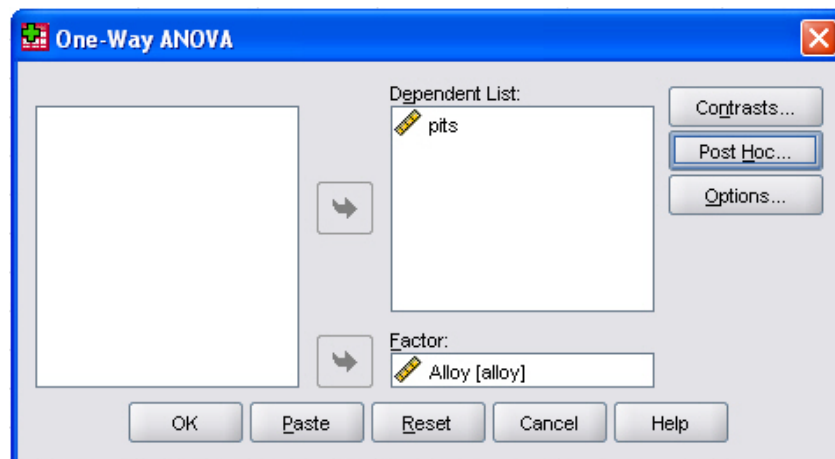 One-Way ANOVA
Dependent List:
pits
Contrasts...
Post Hoc...
Options...
Factor:
Alloy [alloy]
OK
Paste
Reset
Cancel
Help